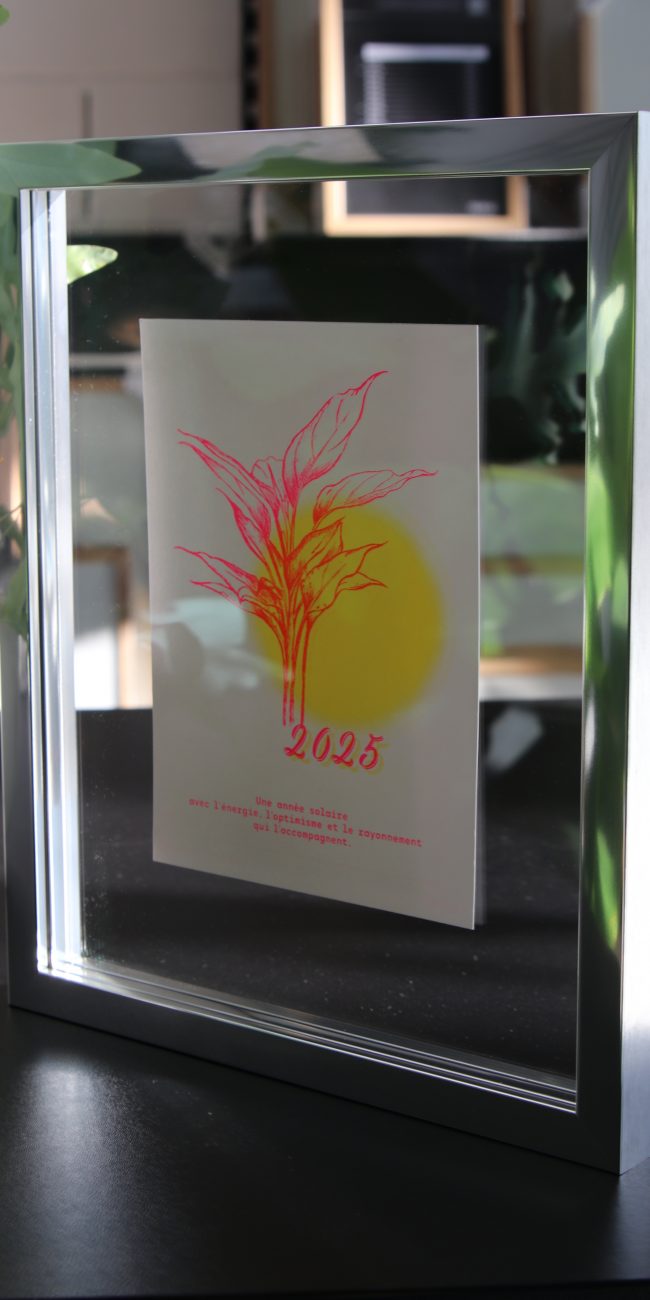 2025
Une année solaire
avec l'énergie, l'optimisme et le rayonnement
qui l'accompagnent.